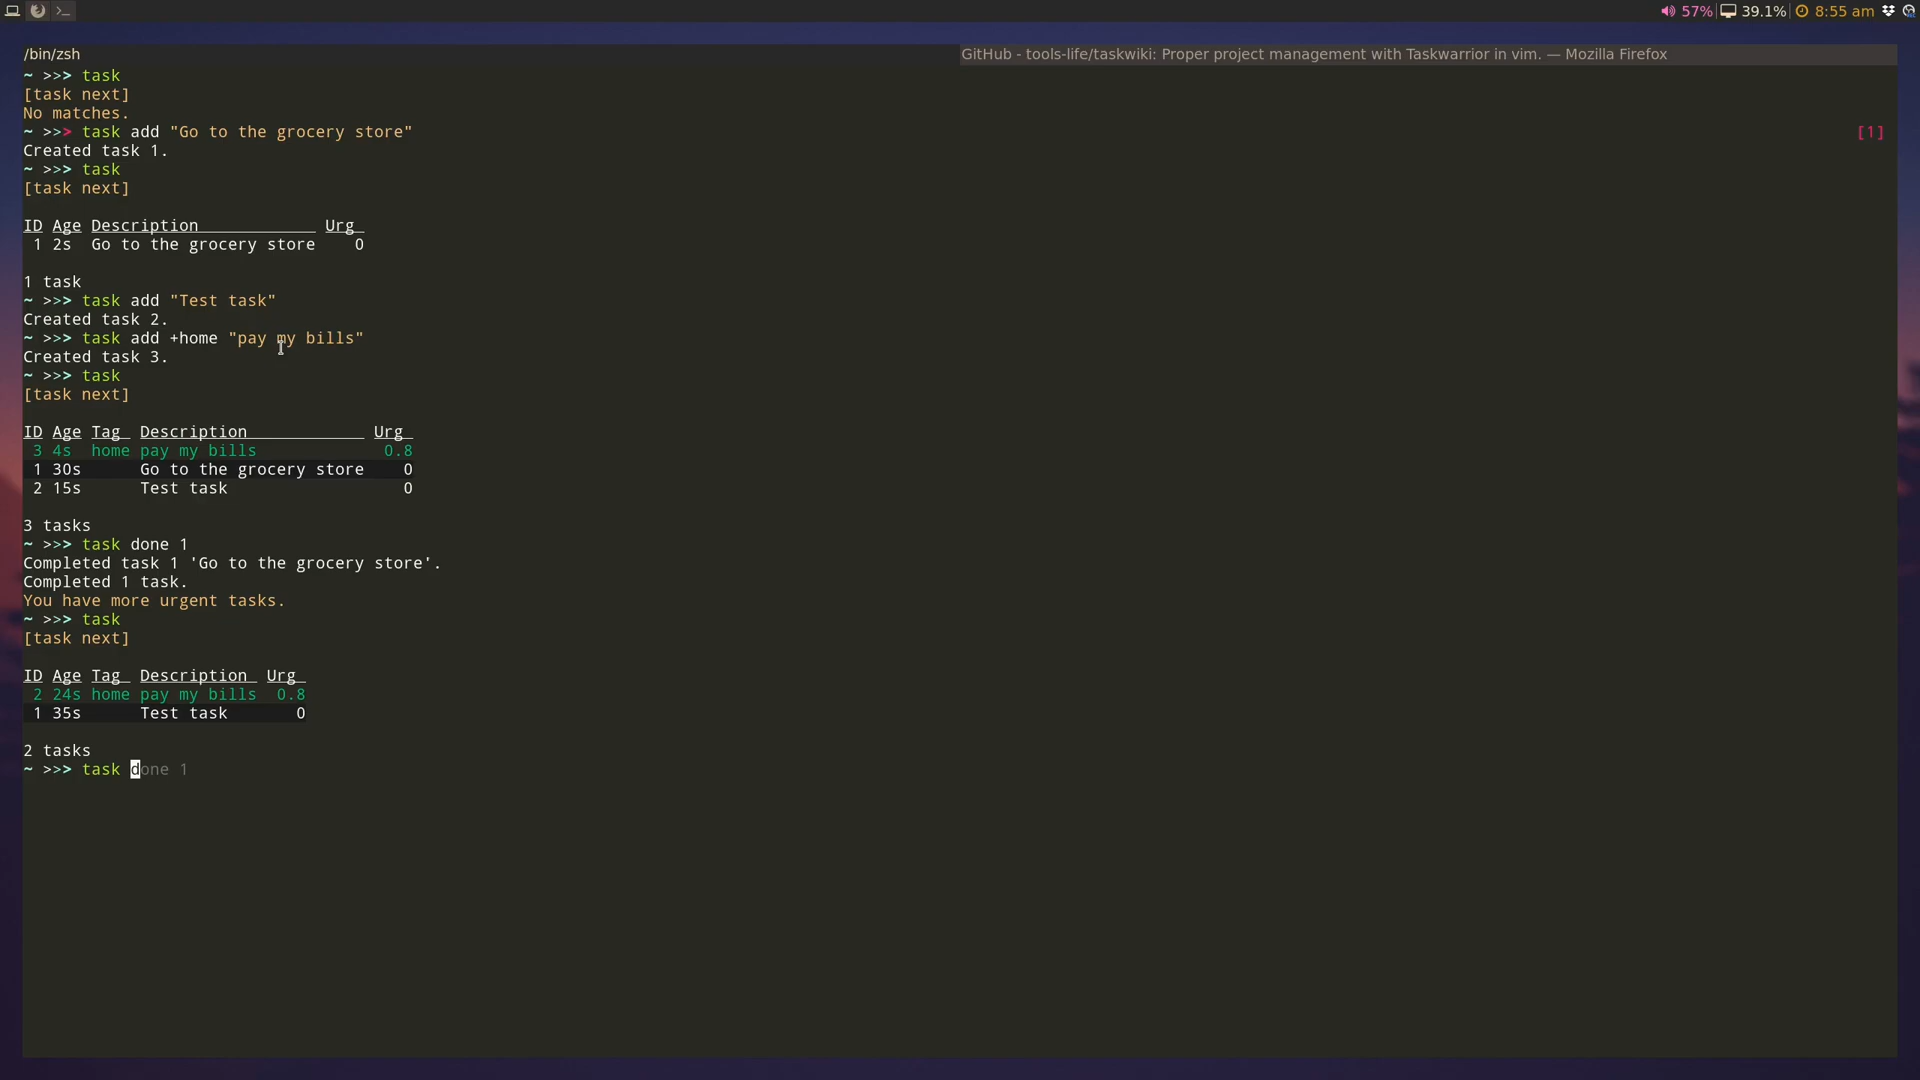 57% 39.1% 8:55 am
/bin/zsh
GitHub - tools-life/taskwiki: Proper project management with Taskwarrior in vim. — Mozilla Firefox
~ >>> task
[task next]
No matches.
~ >>> task add "Go to the grocery store" [1]
Created task 1.
~ >>> task
[task next]
ID Age Description Urg
1 2s Go to the grocery store 0
1 task
~ >>> task add "Test task"
Created task 2.
~ >>> task add +home "pay my bills"
Created task 3.
~ >>> task
[task next]
ID Age Tag Description Urg
3 4s home pay my bills 0.8
1 30s Go to the grocery store 0
2 15s Test task 0
3 tasks
~ >>> task done 1
Completed task 1 'Go to the grocery store'.
Completed 1 task.
You have more urgent tasks.
~ >>> task
[task next]
ID Age Tag Description Urg
2 24s home pay my bills 0.8
1 35s Test task 0
2 tasks
~ >>> task done 1